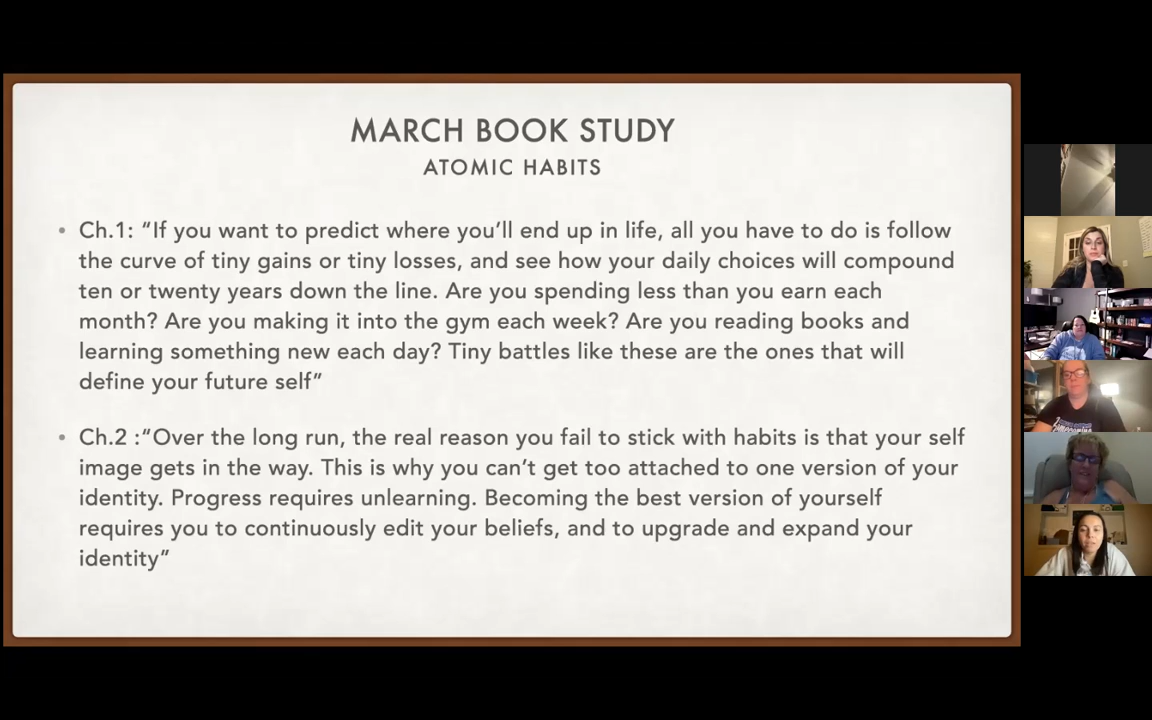 MARCH BOOK STUDY
ATOMIC HABITS
• Ch.1: “If you want to predict where you’ll end up in life, all you have to do is follow
the curve of tiny gains or tiny losses, and see how your daily choices will compound
ten or twenty years down the line. Are you spending less than you earn each
month? Are you making it into the gym each week? Are you reading books and
learning something new each day? Tiny battles like these are the ones that will
define your future self”
• Ch.2 :“Over the long run, the real reason you fail to stick with habits is that your self
image gets in the way. This is why you can’t get too attached to one version of your
identity. Progress requires unlearning. Becoming the best version of yourself
requires you to continuously edit your beliefs, and to upgrade and expand your
identity”